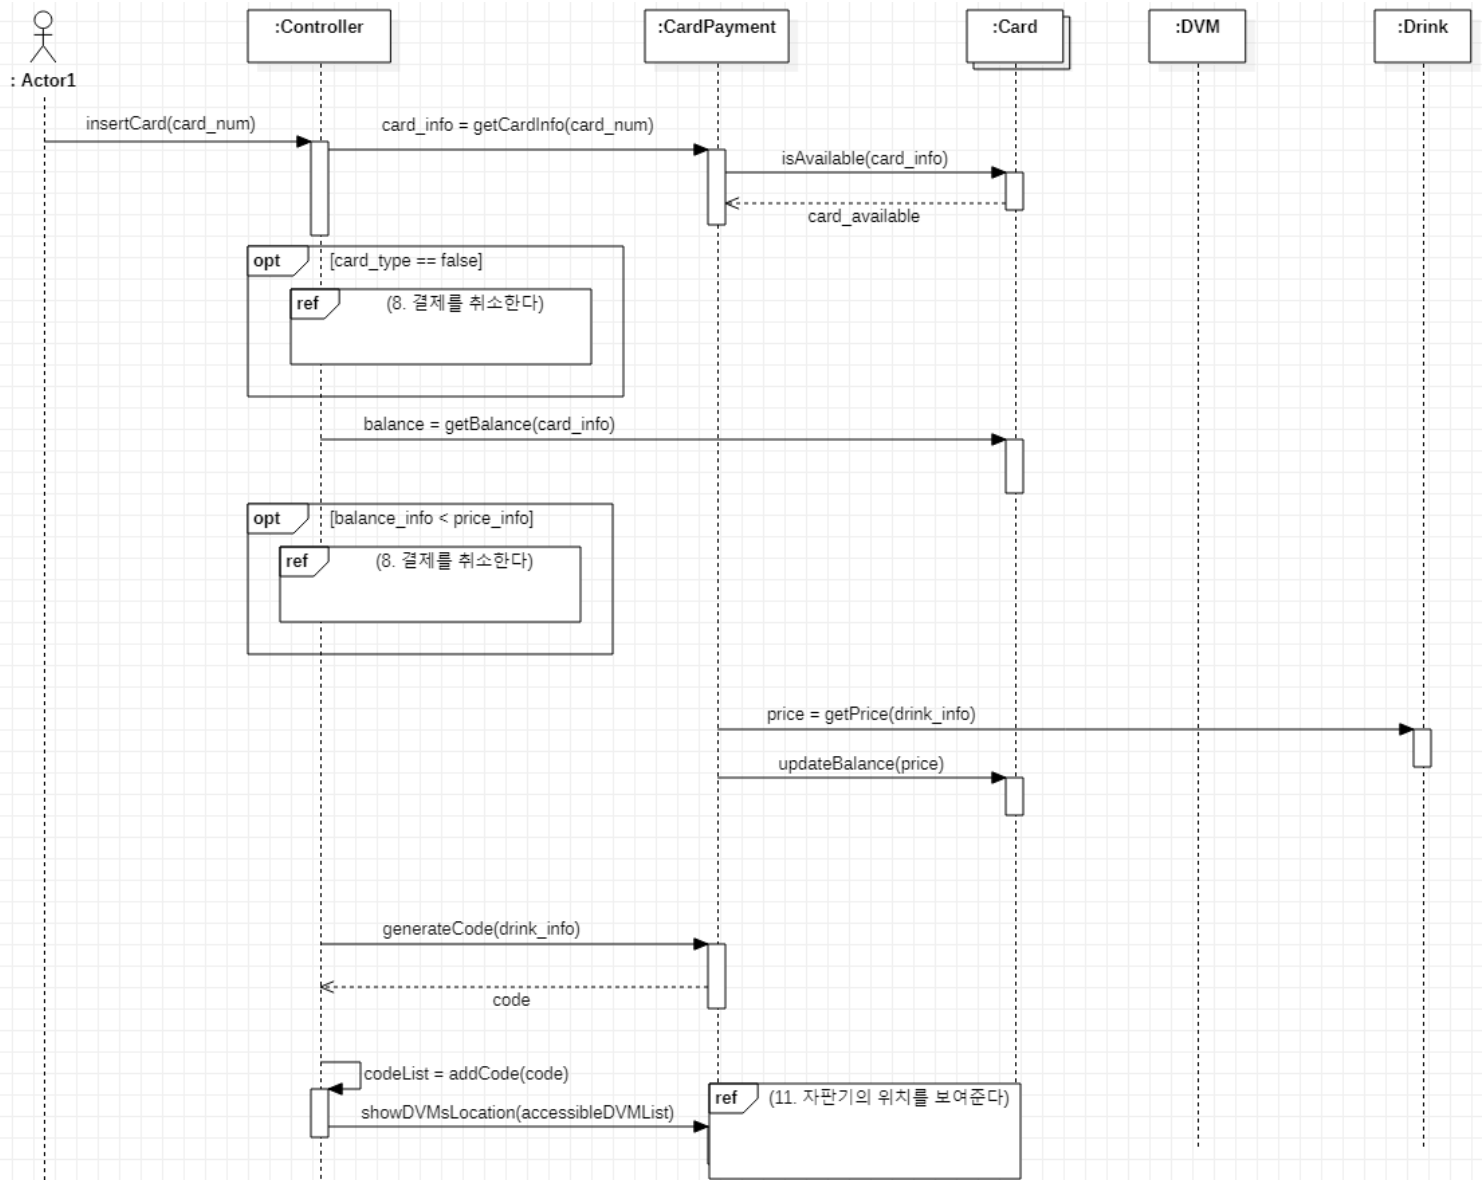 :Controller
:CardPayment
:Card
:DVM
:Drink
: Actor1
insertCard(card_num)
card_info = getCardInfo(card_num)
isAvailable(card_info)
card_available
opt
[card_type == false]
ref
(8. 결제를 취소한다)
balance = getBalance(card_info)
opt
[balance_info < price_info]
ref
(8. 결제를 취소한다)
price = getPrice(drink_info)
updateBalance(price)
generateCode(drink_info)
code
codeList = addCode(code)
showDVMsLocation(accessibleDVMList)
ref
(11. 자판기의 위치를 보여준다)